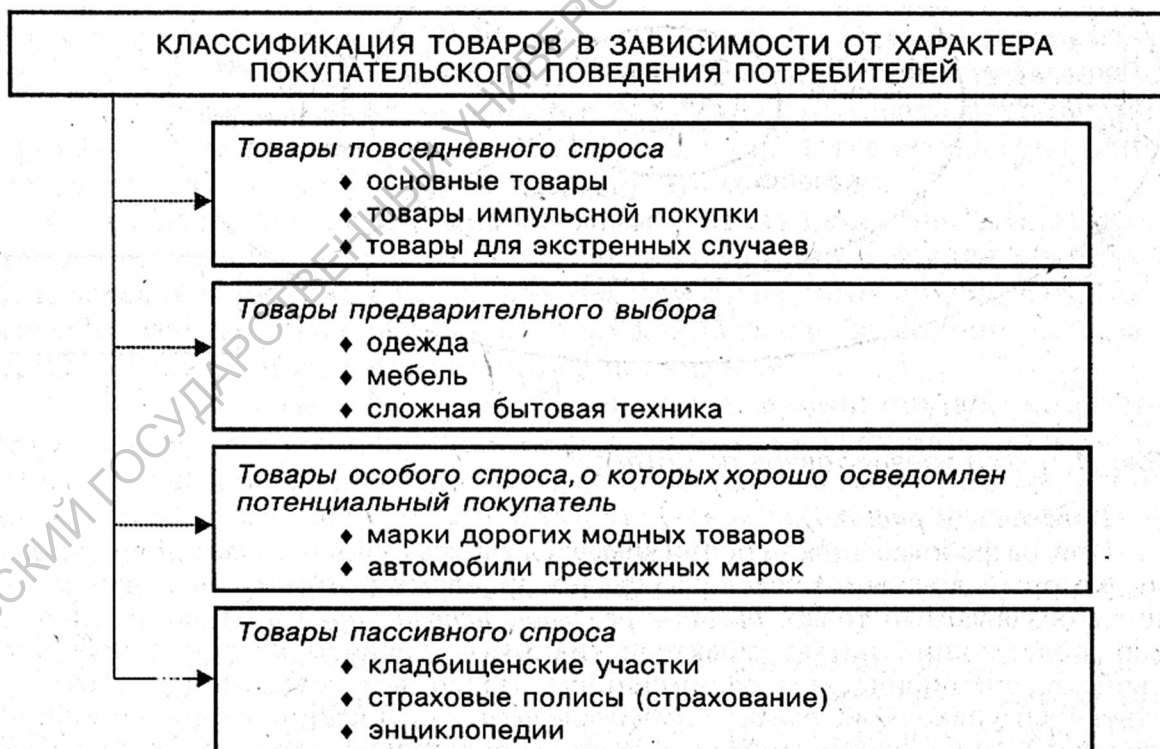 КЛАССИФИКАЦИЯ ТОВАРОВ В ЗАВИСИМОСТИ ОТ ХАРАКТЕРА
ПОКУПАТЕЛЬСКОГО ПОВЕДЕНИЯ ПОТРЕБИТЕЛЕЙ
Товары повседневного спроса
♦ основные товары
♦ товары импульсной покупки
♦ товары для экстренных случаев
Товары предварительного выбора
♦ одежда
♦ мебель
♦ сложная бытовая техника
Товары особого спроса, о которых хорошо осведомлен
потенциальный покупатель
♦ марки дорогих модных товаров
♦ автомобили престижных марок
Товары пассивного спроса
♦ кладбищенские участки
♦ страховые полисы (страхование)
♦ энциклопедии
ГОСУДАРСТВЕННЫЙ